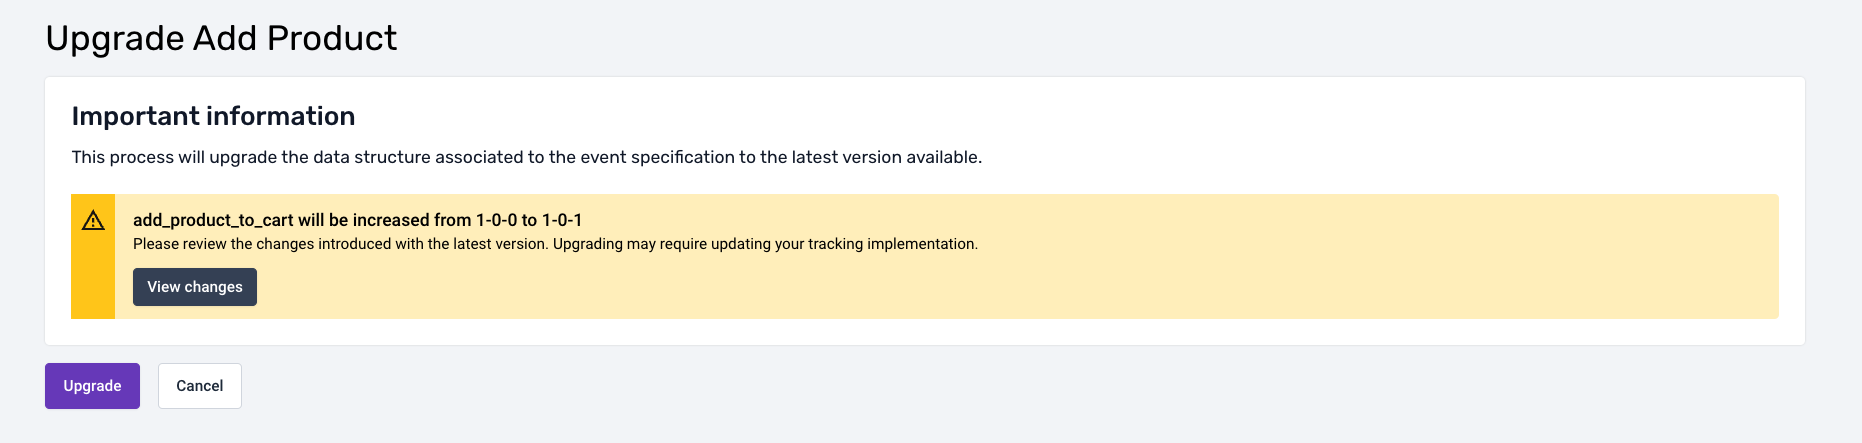 Upgrade Add Product
Important information
This process will upgrade the data structure associated to the event specification to the latest version available.
add_product_to_cart will be increased from 1-0-0 to 1-0-1
Please review the changes introduced with the latest version. Upgrading may require updating your tracking implementation.
View changes
Upgrade
Cancel